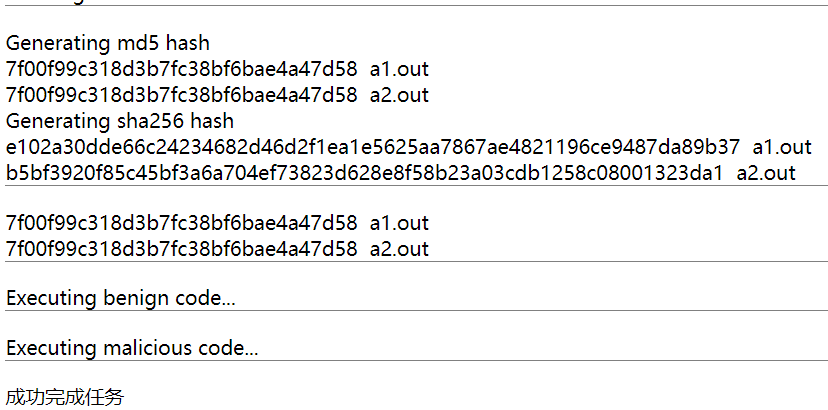 Generating md5 hash
7f00f99c318d3b7fc38bf6bae4a47d58  a1.out
7f00f99c318d3b7fc38bf6bae4a47d58  a2.out
Generating sha256 hash
e102a30dde66c24234682d46d2f1ea1e5625aa7867ae4821196ce9487da89b37  a1.out
b5bf3920f85c45bf3a6a704ef73823d628e8f58b23a03cdb1258c08001323da1  a2.out
7f00f99c318d3b7fc38bf6bae4a47d58  a1.out
7f00f99c318d3b7fc38bf6bae4a47d58  a2.out
Executing benign code...
Executing malicious code...
成功完成任务